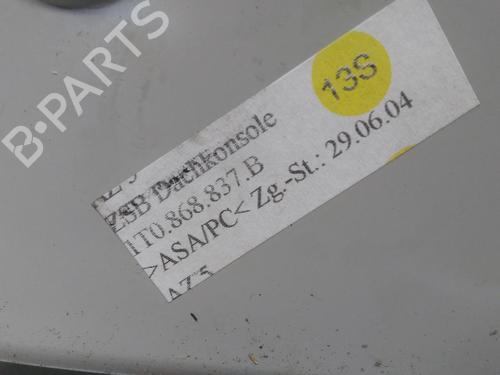 B·PARTS
13S
ZSB Dachkonsole
1T0.868.837.B
>ASA/PC< Zg.-St.: 29.06.04